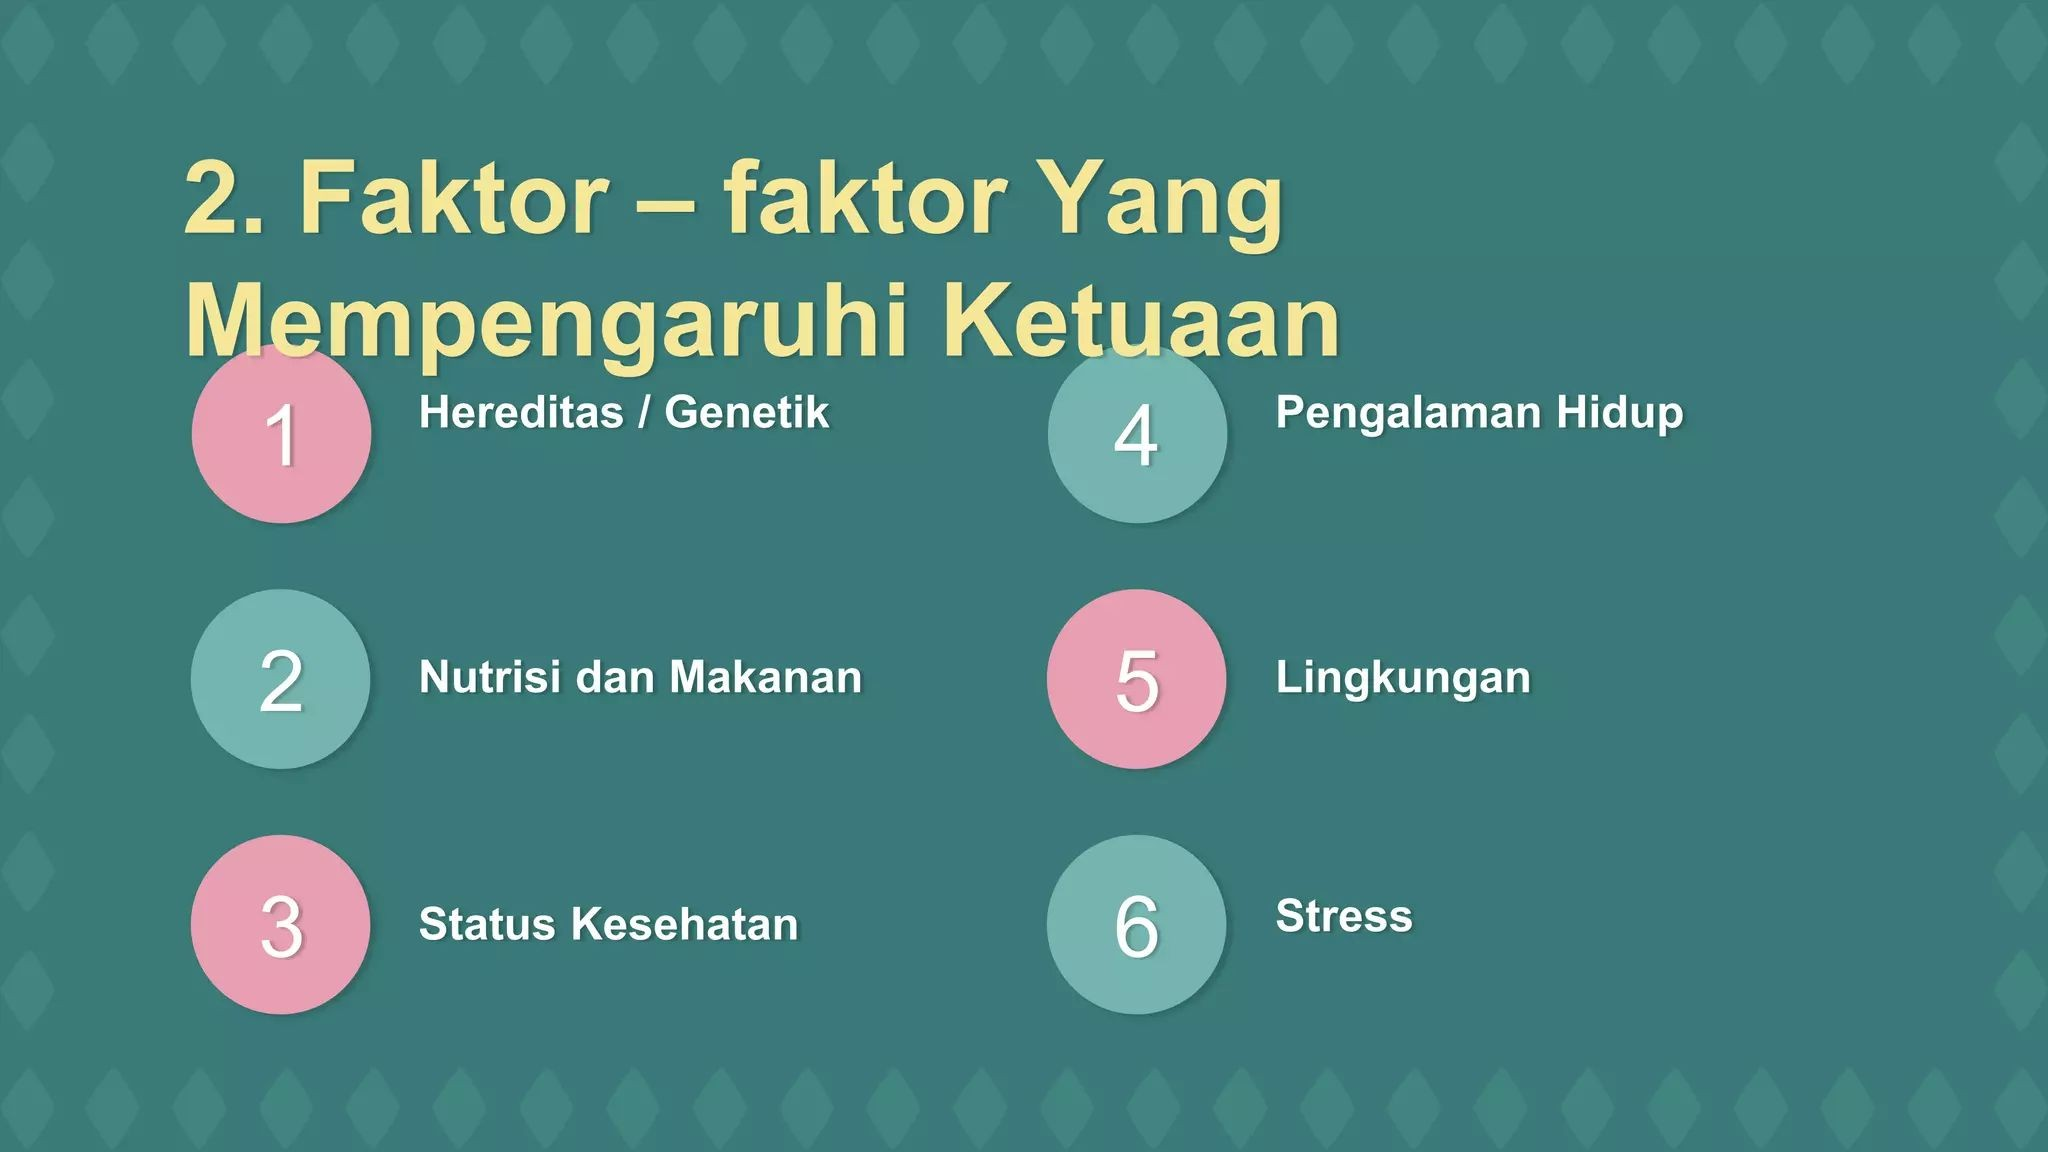 2. Faktor – faktor Yang
Mempengaruhi Ketuaan
1
Hereditas / Genetik
2
Nutrisi dan Makanan
3
Status Kesehatan
4
Pengalaman Hidup
5
Lingkungan
6
Stress